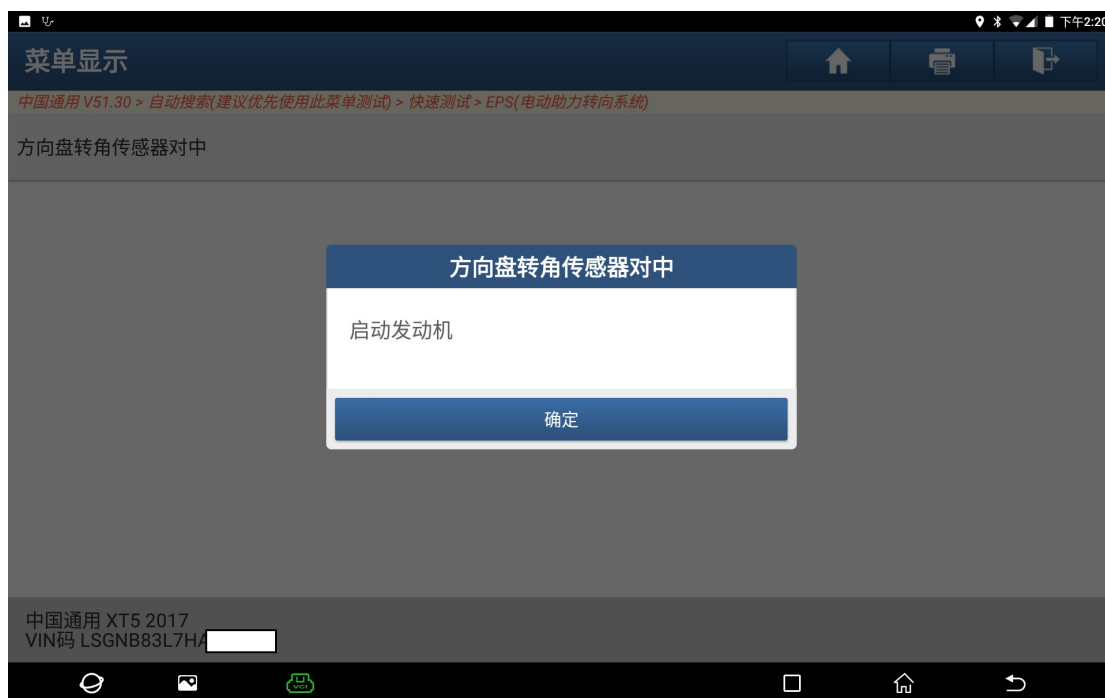 下午2:20
菜单显示
中国通用 V51.30 > 自动搜索(建议优先使用此菜单测试) > 快速测试 > EPS(电动助力转向系统)
方向盘转角传感器对中
方向盘转角传感器对中
启动发动机
确定
中国通用 XT5 2017
VIN码 LSGNB83L7HA
VCI